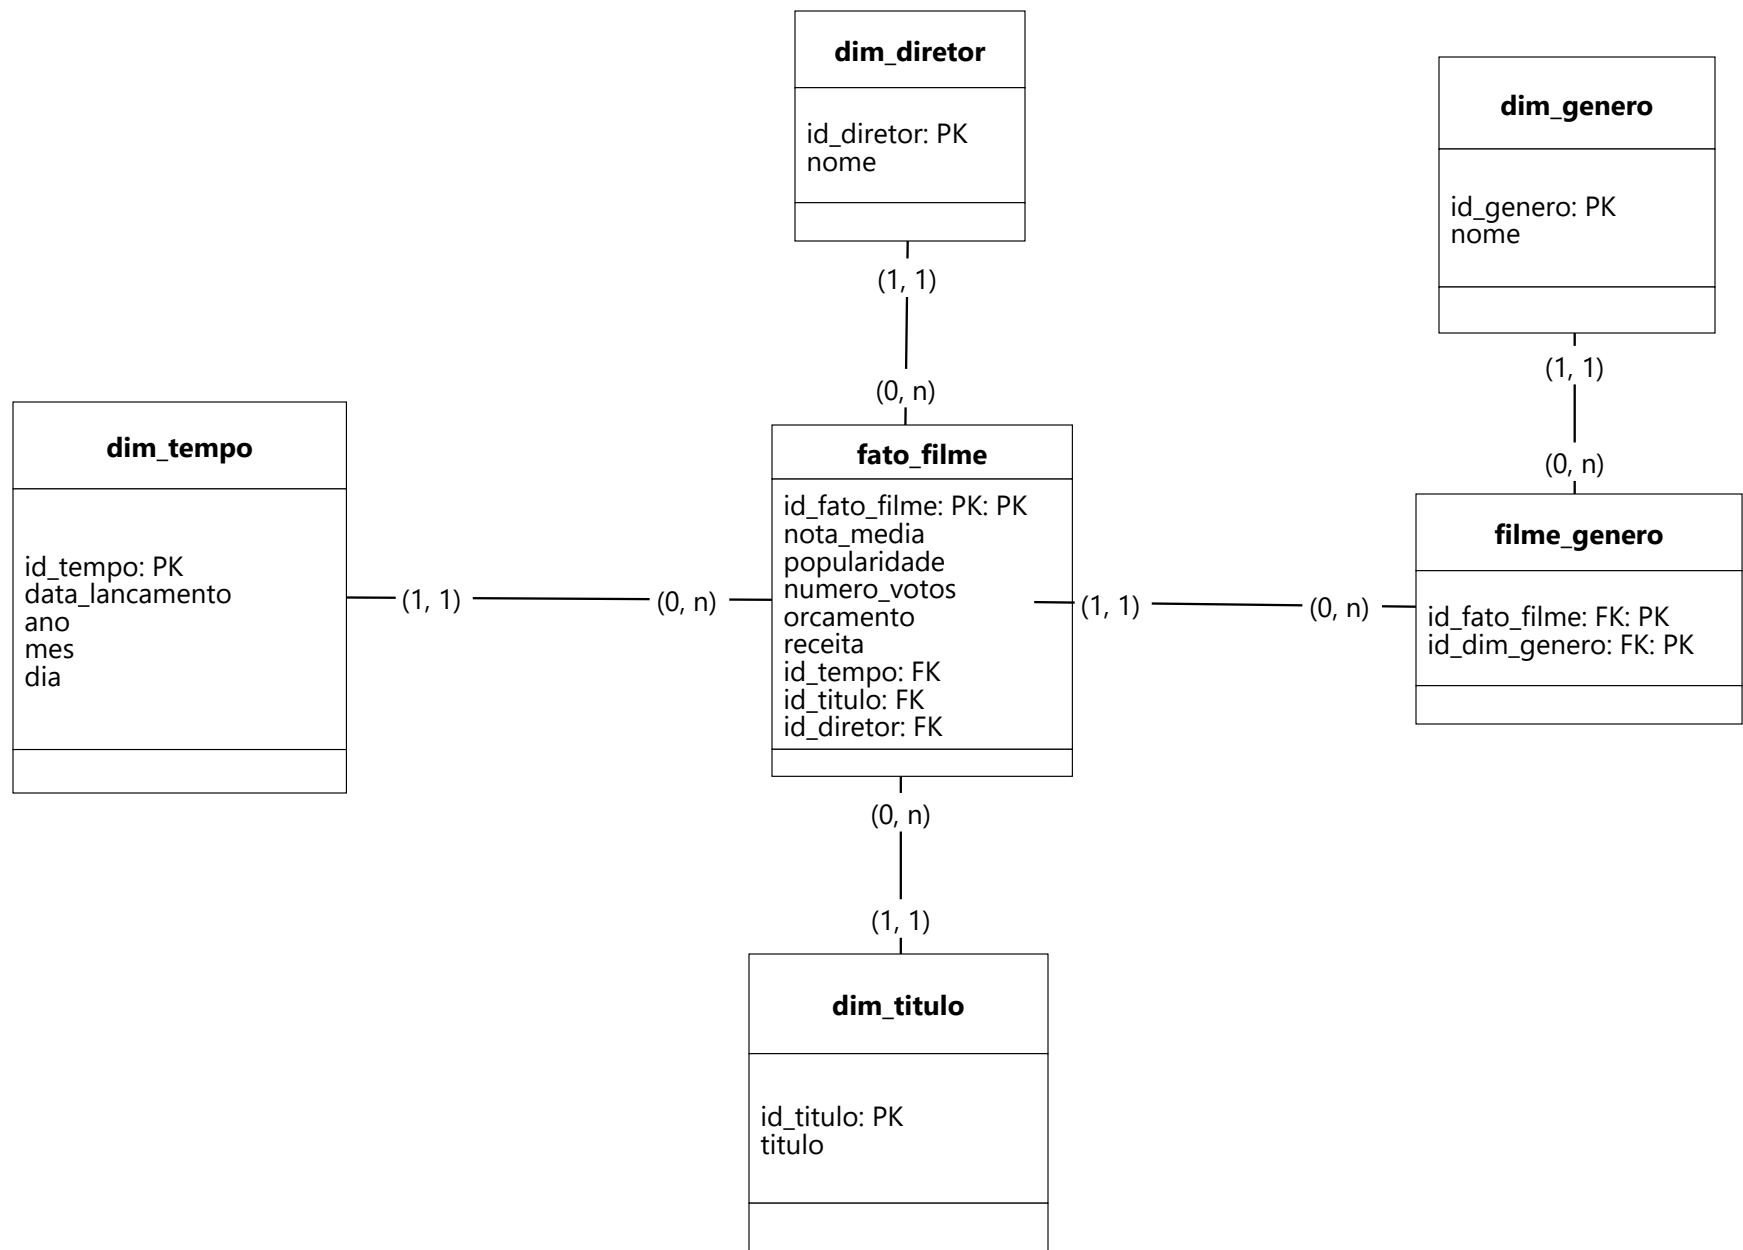 dim_diretor
id_diretor: PK
nome
(1, 1)
(0, n)
dim_genero
id_genero: PK
nome
(1, 1)
(0, n)
dim_tempo
id_tempo: PK
data_lancamento
ano
mes
dia
(1, 1)
(0, n)
fato_filme
id_fato_filme: PK: PK
nota_media
popularidade
numero_votos
orcamento
receita
id_tempo: FK
id_titulo: FK
id_diretor: FK
(1, 1)
(0, n)
filme_genero
id_fato_filme: FK: PK
id_dim_genero: FK: PK
(0, n)
(1, 1)
dim_titulo
id_titulo: PK
titulo